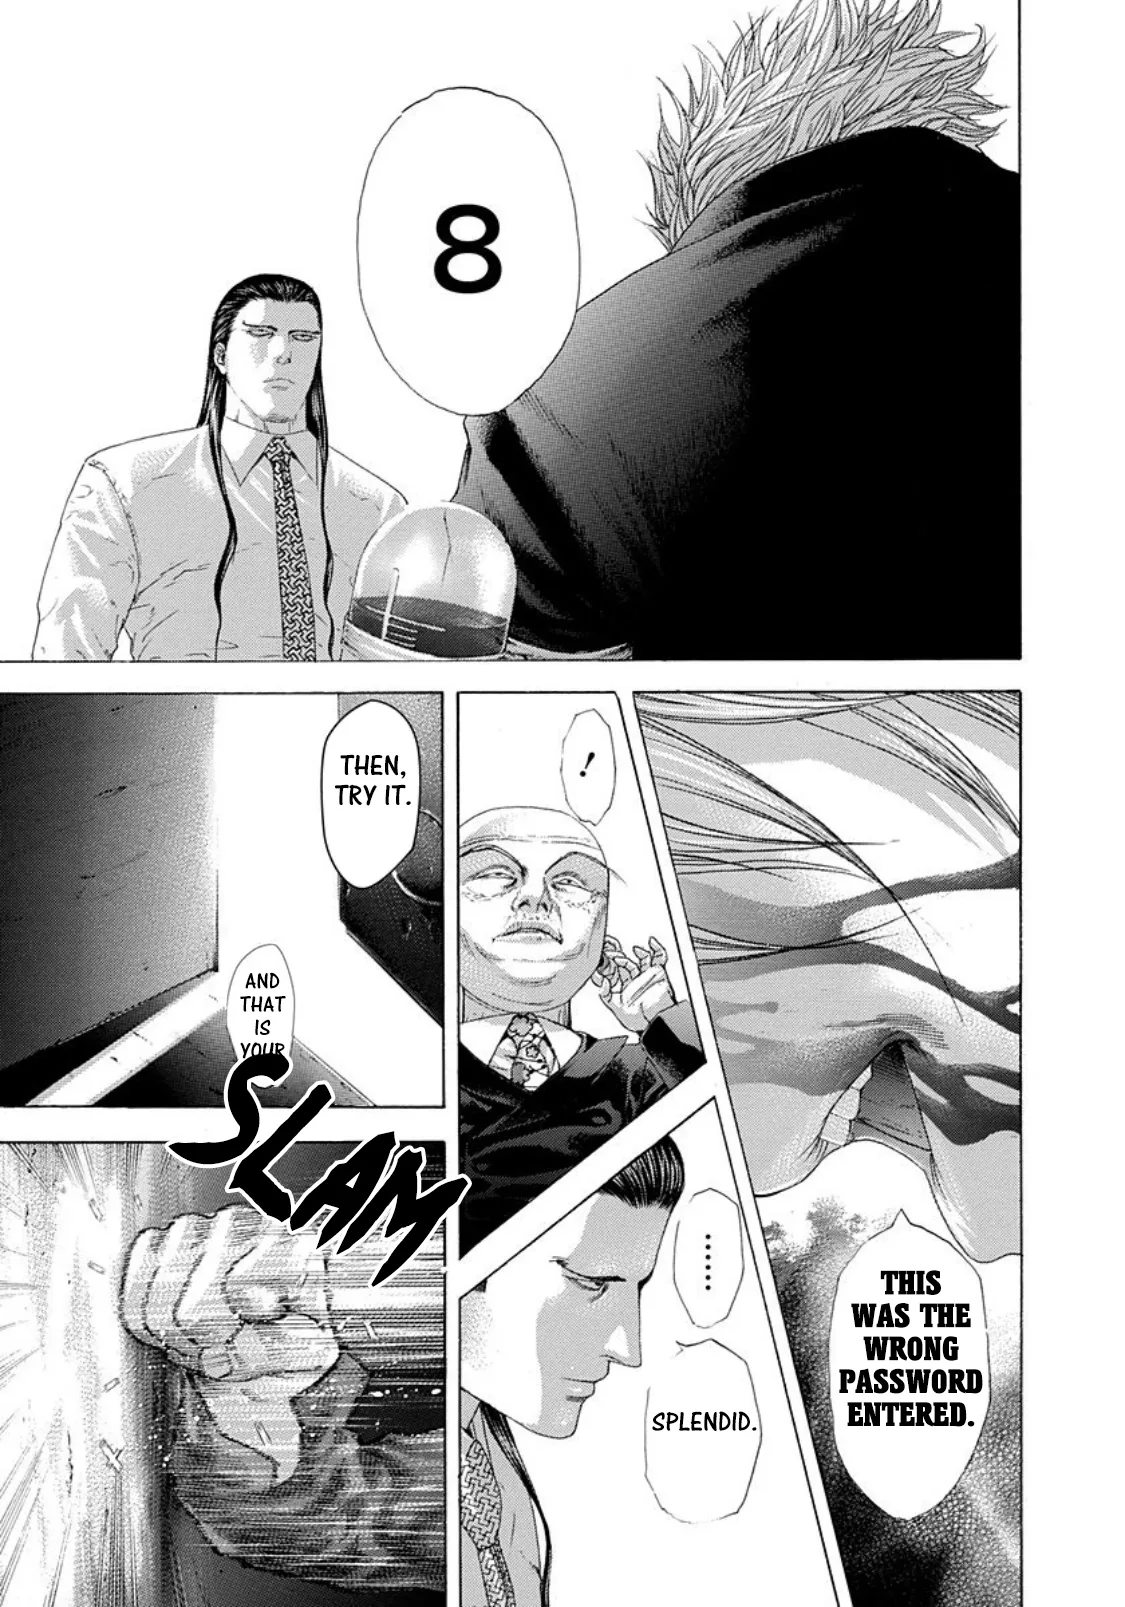 8
THIS
WAS THE
WRONG
PASSWORD
ENTERED.
!
......
SPLENDID.
THEN,
TRY IT.
AND
THAT
IS
YOUR
SLAM